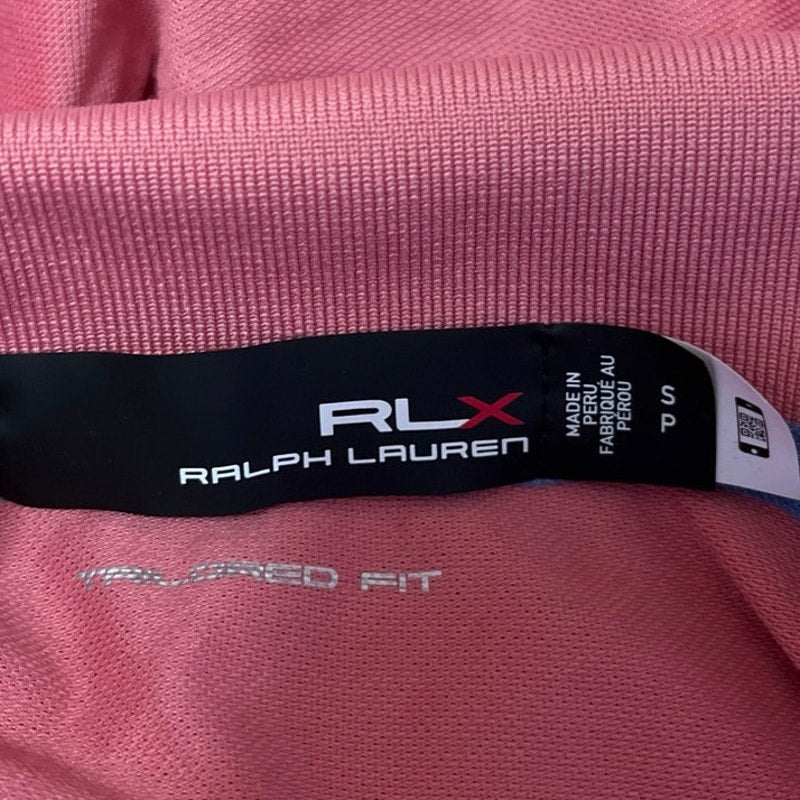 RLX
RALPH LAUREN
MADE IN
PERU
FABRIQUÉ AU
PEROU
S
P
TAILORED FIT